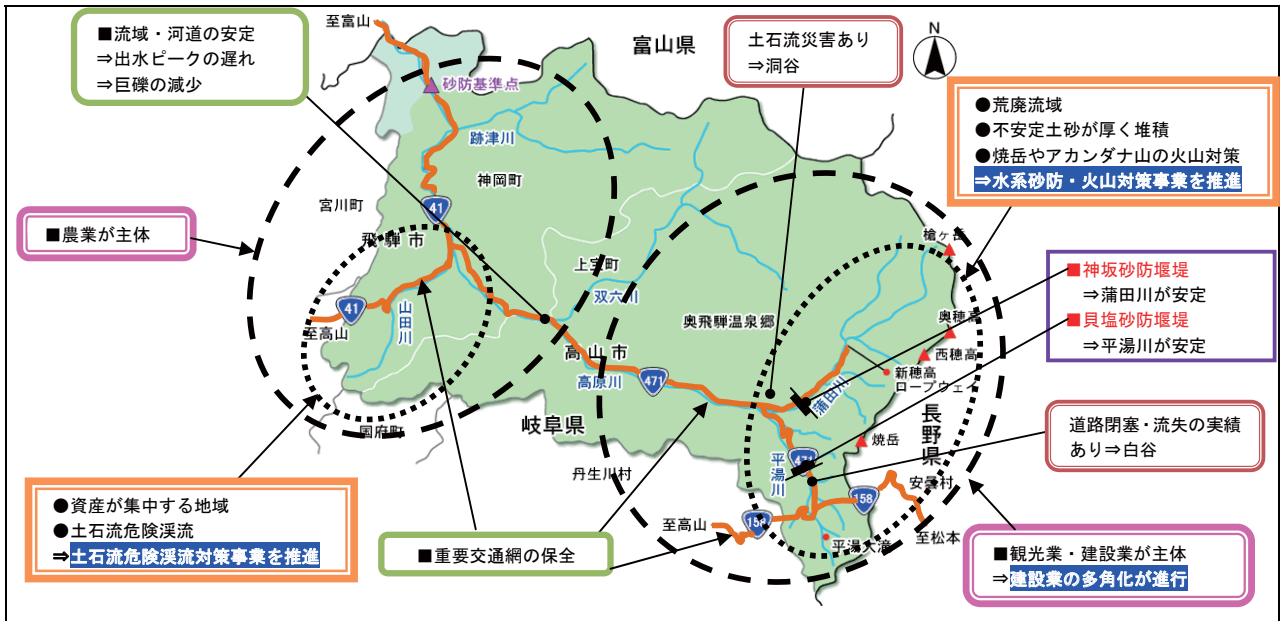 ■流域・河道の安定
⇒出水ピークの遅れ
⇒巨礫の減少
至富山
富山県
土石流災害あり
⇒洞谷
N
●荒廃流域
●不安定土砂が厚く堆積
●焼岳やアカンダナ山の火山対策
⇒水系砂防・火山対策事業を推進
砂防基準点
跡津川
神岡町
宮川町
41
飛騨市
■農業が主体
上宝町
双六川
槍ヶ岳
■神坂砂防堰堤
⇒蒲田川が安定
■貝塩砂防堰堤
⇒平湯川が安定
41
至高山
山田川
奥飛騨温泉郷
奥穂高
西穂高
高山市
高原川
471
新穂高
ロープウェイ
蒲田川
長野県
国府町
岐阜県
焼岳
道路閉塞・流失の実績
あり⇒白谷
丹生川村
平湯川
471
安曇村
158
至高山
158
至松本
平湯大滝
●資産が集中する地域
●土石流危険渓流
⇒土石流危険渓流対策事業を推進
■重要交通網の保全
■観光業・建設業が主体
⇒建設業の多角化が進行